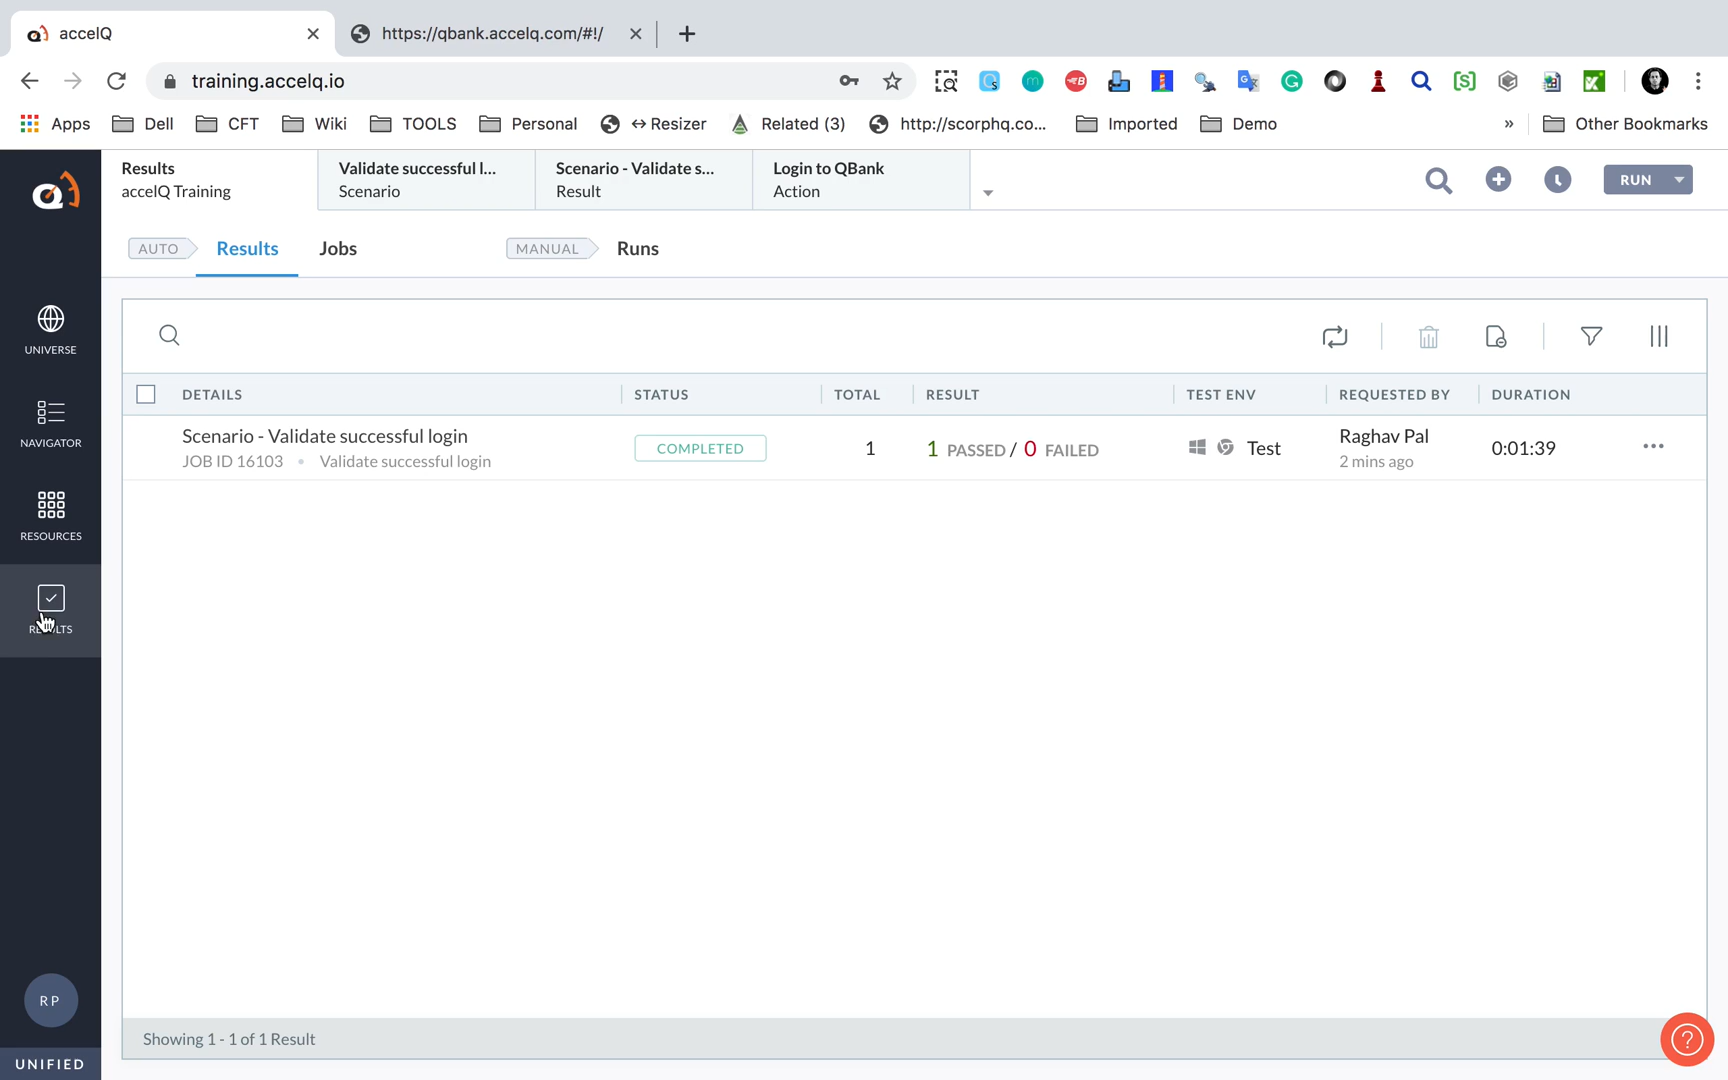 accelQ
https://qbank.accelq.com/#!/
training.accelq.io
Apps
Dell
CFT
Wiki
TOOLS
Personal
↔ Resizer
Related (3)
http://scorphq.co...
Imported
Demo
»
Other Bookmarks
Results
accelQ Training
Validate successful l...
Scenario
Scenario - Validate s...
Result
Login to QBank
Action
RUN
AUTO
Results
Jobs
MANUAL
Runs
UNIVERSE
NAVIGATOR
RESOURCES
RESULTS
DETAILS
STATUS
TOTAL
RESULT
TEST ENV
REQUESTED BY
DURATION
Scenario - Validate successful login
JOB ID 16103 • Validate successful login
COMPLETED
1
1 PASSED / 0 FAILED
Test
Raghav Pal
2 mins ago
0:01:39
RP
UNIFIED
Showing 1 - 1 of 1 Result
?